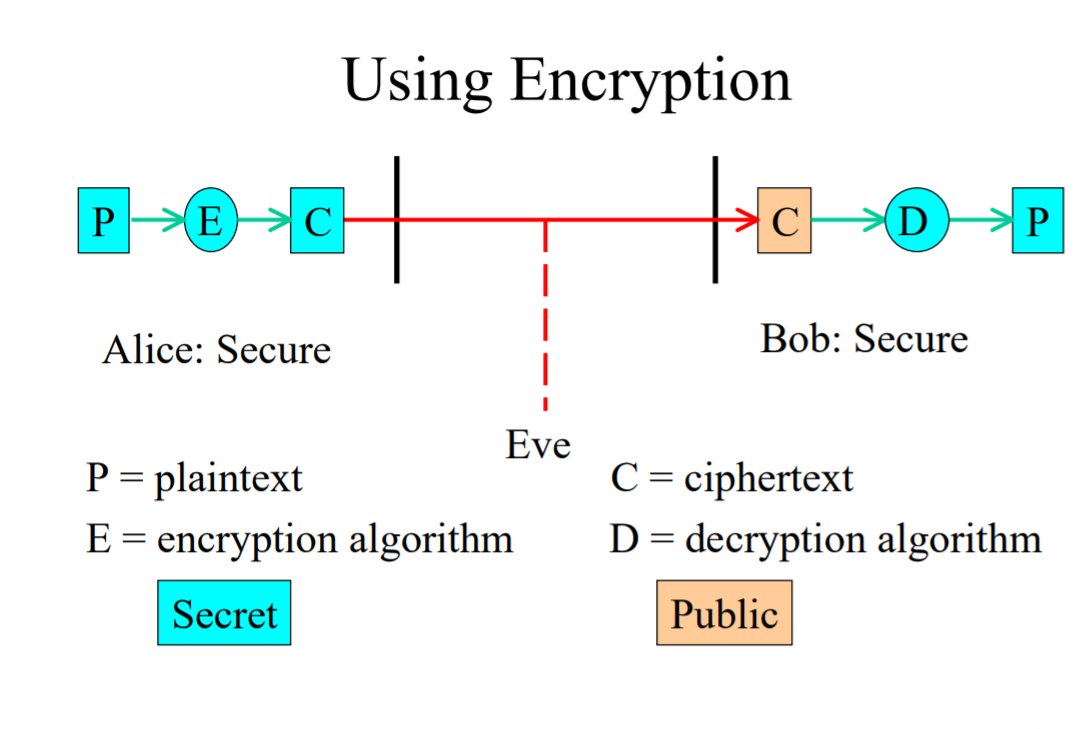 Using Encryption
P E C C D P
Alice: Secure
Bob: Secure
Eve
P = plaintext
C = ciphertext
E = encryption algorithm
D = decryption algorithm
Secret
Public